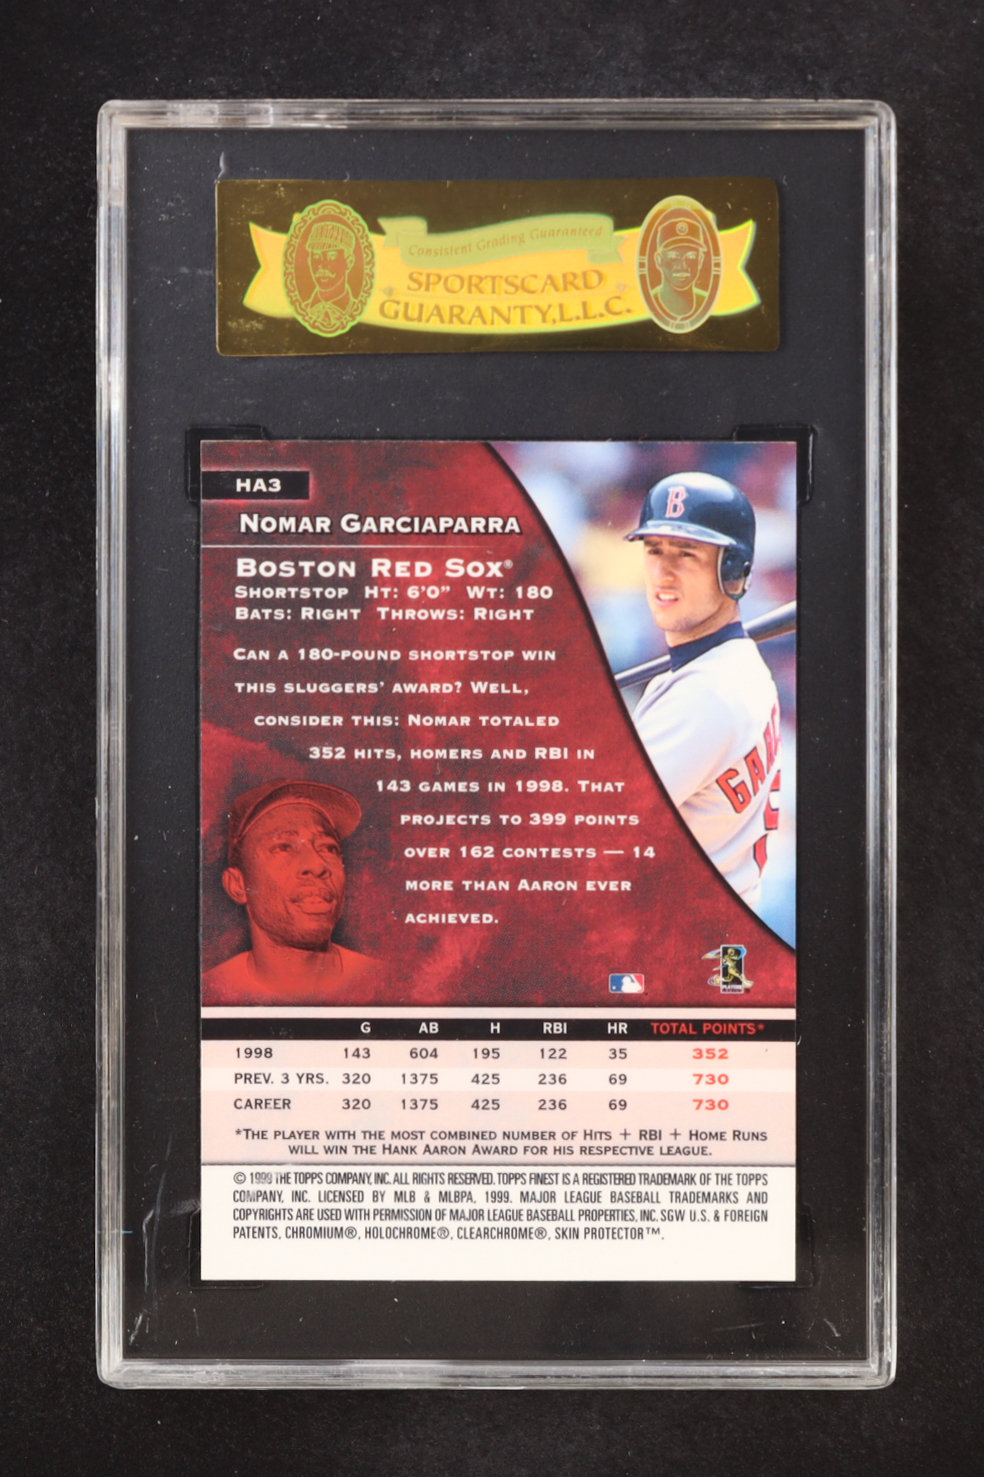 Consistent Grading Guaranteed
SPORTSCARD
GUARANTY, L.L.C.
HA3
NOMAR GARCIAPARRA
BOSTON RED SOX®
SHORTSTOP HT: 6'0" WT: 180
BATS: RIGHT THROWS: RIGHT
CAN A 180-POUND SHORTSTOP WIN
THIS SLUGGERS' AWARD? WELL,
CONSIDER THIS: NOMAR TOTALED
352 HITS, HOMERS AND RBI IN
143 GAMES IN 1998. THAT
PROJECTS TO 399 POINTS
OVER 162 CONTESTS — 14
MORE THAN AARON EVER
ACHIEVED.
B
GAR
PLAYERS
G AB H RBI HR TOTAL POINTS*
1998 143 604 195 122 35 352
PREV. 3 YRS. 320 1375 425 236 69 730
CAREER 320 1375 425 236 69 730
*THE PLAYER WITH THE MOST COMBINED NUMBER OF HITS + RBI + HOME RUNS
WILL WIN THE HANK AARON AWARD FOR HIS RESPECTIVE LEAGUE.
© 1999 THE TOPPS COMPANY, INC. ALL RIGHTS RESERVED. TOPPS FINEST IS A REGISTERED TRADEMARK OF THE TOPPS
COMPANY, INC. LICENSED BY MLB & MLBPA, 1999. MAJOR LEAGUE BASEBALL TRADEMARKS AND
COPYRIGHTS ARE USED WITH PERMISSION OF MAJOR LEAGUE BASEBALL PROPERTIES, INC. SGW U.S. & FOREIGN
PATENTS, CHROMIUM®, HOLOCHROME®, CLEARCHROME®, SKIN PROTECTOR™.